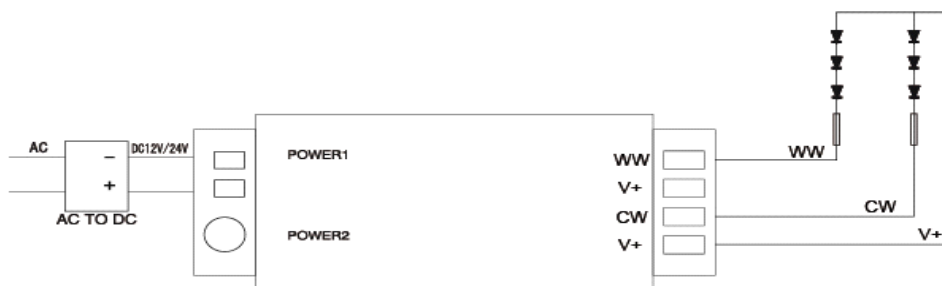 AC
−
DC12V/24V
+
AC TO DC
POWER1
POWER2
WW
V+
CW
V+
WW
CW
V+